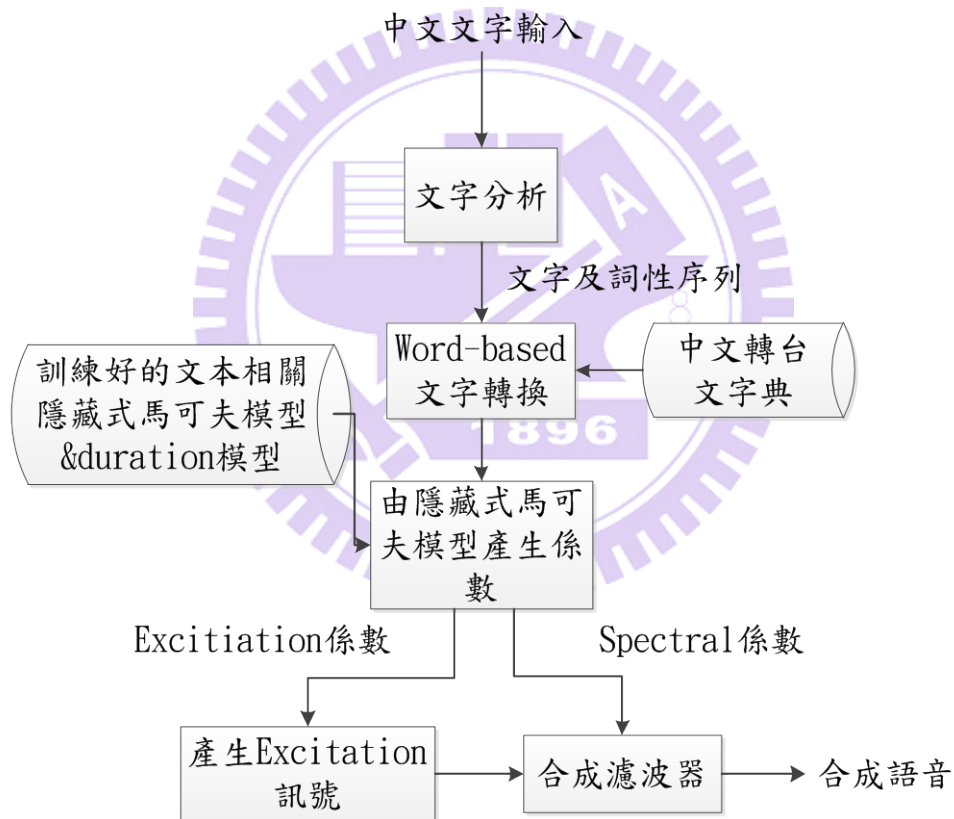 中文文字輸入
文字分析
文字及詞性序列
Word-based
文字轉換
中文轉台
文字典
訓練好的文本相關
隱藏式馬可夫模型
&duration模型
A
1896
由隱藏式馬可
夫模型產生係
數
Excitiation係數
Spectral係數
產生Excitation
訊號
合成濾波器
合成語音